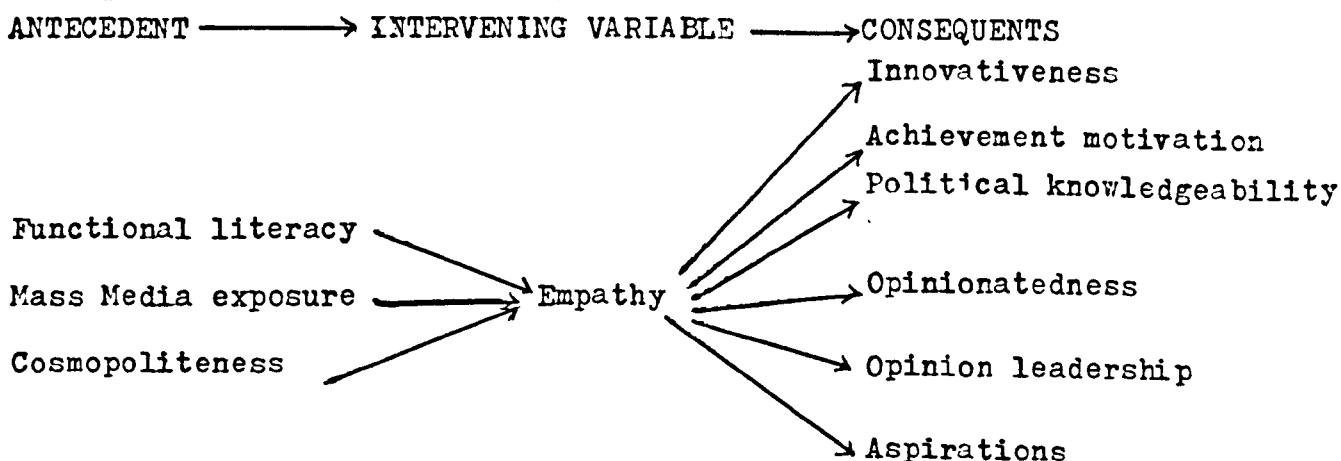 ANTECEDENT INTERVENING VARIABLE CONSEQUENTS
Innovativeness
Achievement motivation
Political knowledgeability
Functional literacy
Mass Media exposure Empathy Opinionatedness
Cosmopoliteness
Opinion leadership
Aspirations